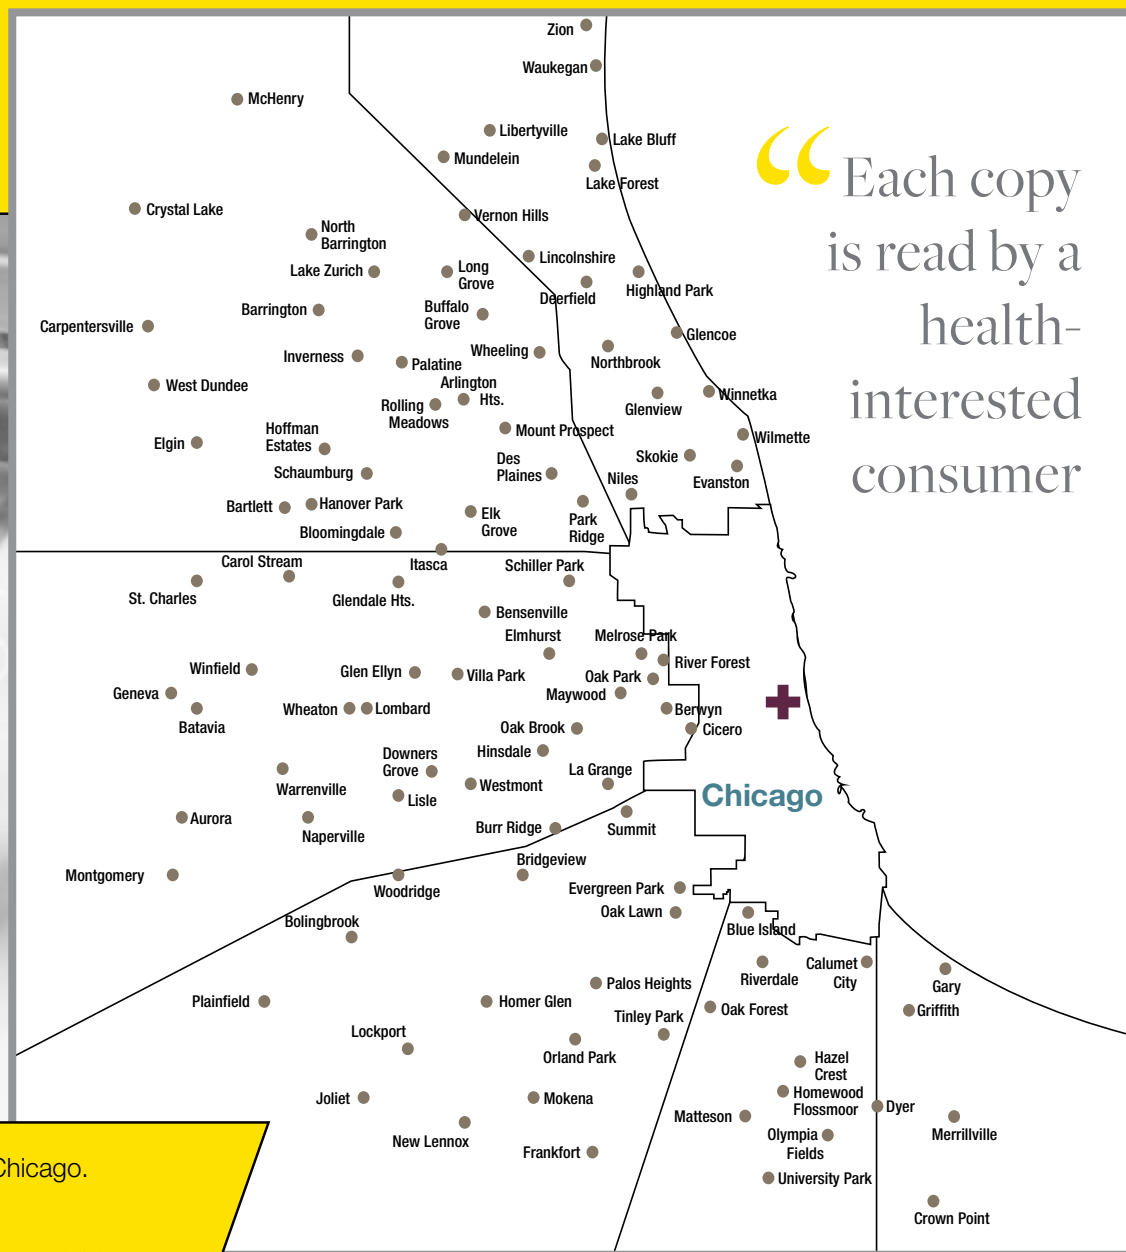 Zion
Waukegan
McHenry
Libertyville
Lake Bluff
Mundelein
Lake Forest
“Each copy
is read by a
health-
interested
consumer
Crystal Lake
Vernon Hills
North
Barrington
Lake Zurich
Long
Grove
Lincolnshire
Deerfield
Highland Park
Barrington
Buffalo
Grove
Carpentersville
Glencoe
Inverness
Palatine
Wheeling
Northbrook
West Dundee
Arlington
Hts.
Rolling
Meadows
Glenview
Winnetka
Elgin
Hoffman
Estates
Mount Prospect
Wilmette
Schaumburg
Des
Plaines
Skokie
Evanston
Niles
Bartlett
Hanover Park
Elk
Grove
Park
Ridge
Bloomingdale
Itasca
Carol Stream
Schiller Park
St. Charles
Glendale Hts.
Bensenville
Elmhurst
Melrose Park
River Forest
Winfield
Glen Ellyn
Villa Park
Oak Park
Geneva
Maywood
Batavia
Wheaton
Lombard
Berwyn
Oak Brook
Cicero
Hinsdale
Downers
Grove
Warrenville
Westmont
La Grange
Lisle
Chicago
Aurora
Naperville
Burr Ridge
Summit
Montgomery
Woodridge
Bridgeview
Evergreen Park
Oak Lawn
Blue Island
Bolingbrook
Riverdale
Calumet
City
Gary
Palos Heights
Plainfield
Homer Glen
Oak Forest
Griffith
Tinley Park
Lockport
Orland Park
Hazel
Crest
Joliet
Mokena
Homewood
Flossmoor
Dyer
Matteson
Merrillville
New Lennox
Olympia
Fields
Frankfort
University Park
Crown Point
Chicago.